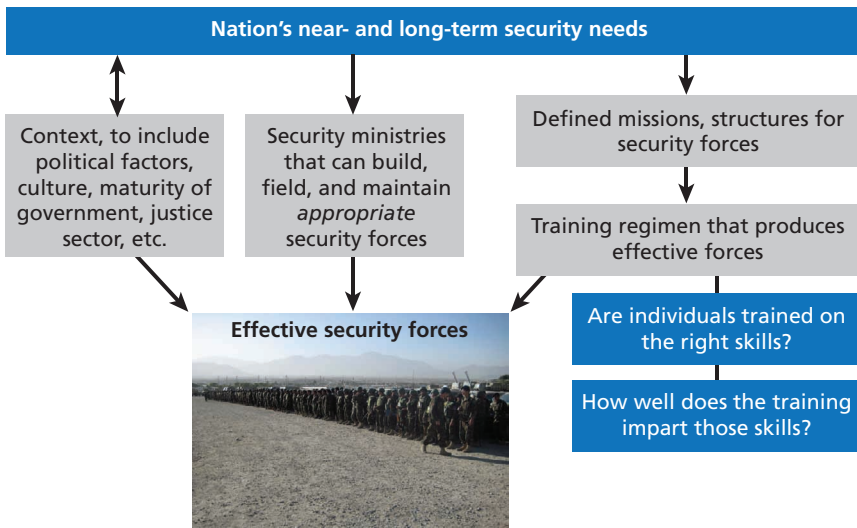 Nation’s near- and long-term security needs
Context, to include
political factors,
culture, maturity of
government, justice
sector, etc.
Security ministries
that can build,
field, and maintain
appropriate
security forces
Defined missions, structures for
security forces
Training regimen that produces
effective forces
Are individuals trained on
the right skills?
How well does the training
impart those skills?
Effective security forces